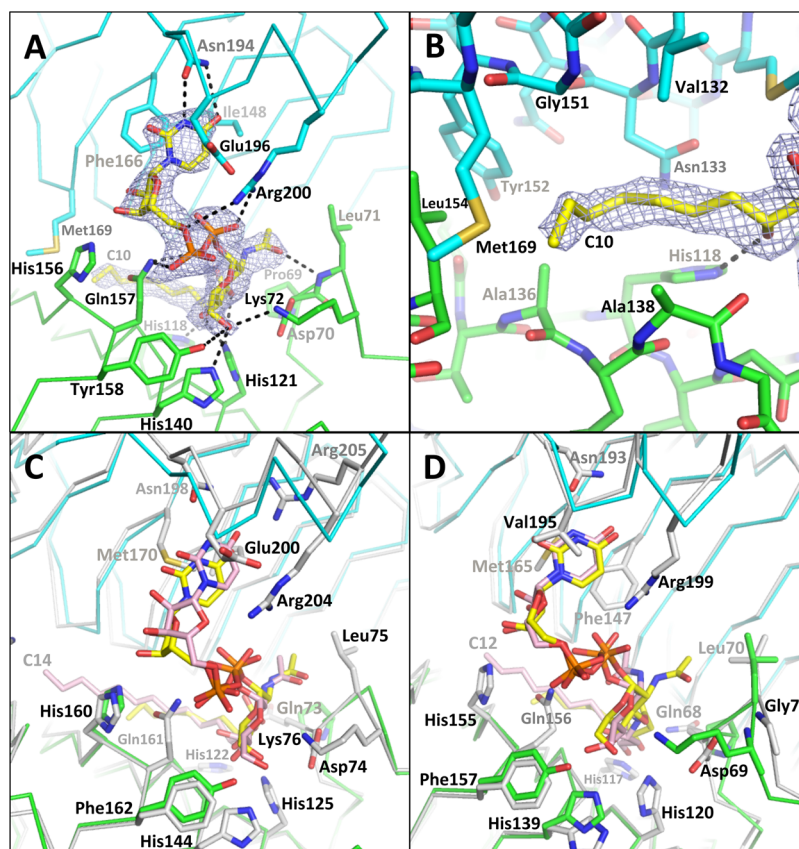 A
Asn194
Ile148
Glu196
Phe166
Arg200
Leu71
Met169
C10
His156
Pro69
Gln157
Lys72
His118
Asp70
Tyr158
His121
His140
B
Val132
Gly151
Asn133
Tyr152
Leu154
C10
Met169
His118
Ala136
Ala138
C
Arg205
Asn198
Glu200
Met170
Arg204
Leu75
C14
Gln73
His160
Lys76
Gln161
His122
Asp74
Phe162
His125
His144
D
Asn193
Val195
Met165
Arg199
Phe147
C12
Leu70
Gly7
His155
Gln156
Gln68
Asp69
Phe157
His117
His120
His139